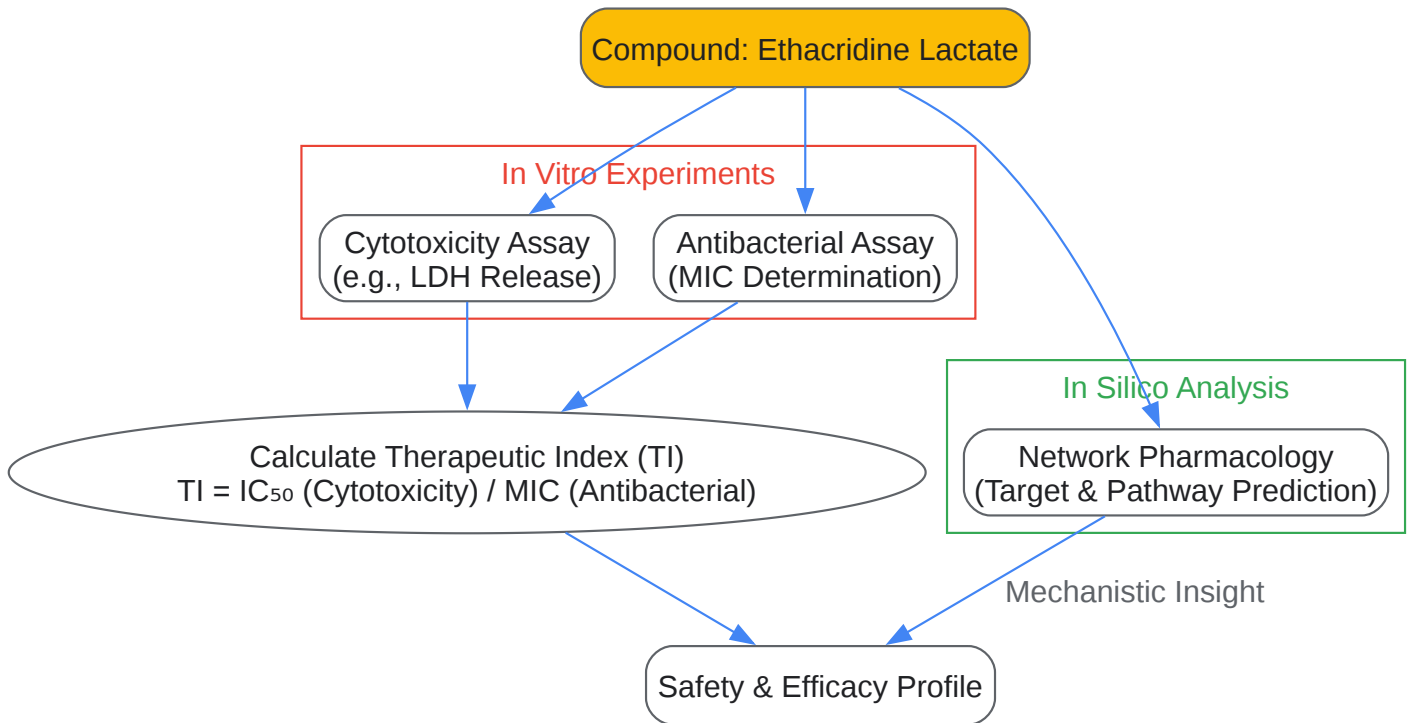 Compound: Ethacridine Lactate
In Vitro Experiments
Cytotoxicity Assay
(e.g., LDH Release)
Antibacterial Assay
(MIC Determination)
In Silico Analysis
Calculate Therapeutic Index (TI)
TI = IC₅₀ (Cytotoxicity) / MIC (Antibacterial)
Network Pharmacology
(Target & Pathway Prediction)
Mechanistic Insight
Safety & Efficacy Profile